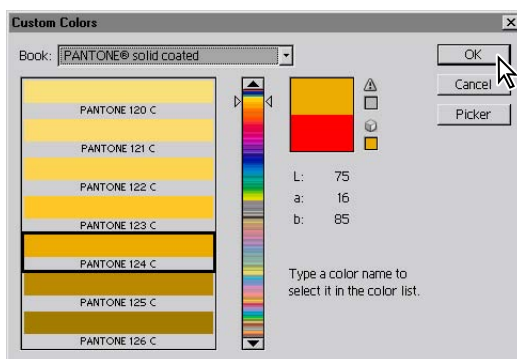 Custom Colors
Book: PANTONE® solid coated
OK
Cancel
Picker
PANTONE 120 C
PANTONE 121 C
PANTONE 122 C
PANTONE 123 C
PANTONE 124 C
PANTONE 125 C
PANTONE 126 C
L: 75
a: 16
b: 85
Type a color name to
select it in the color list.